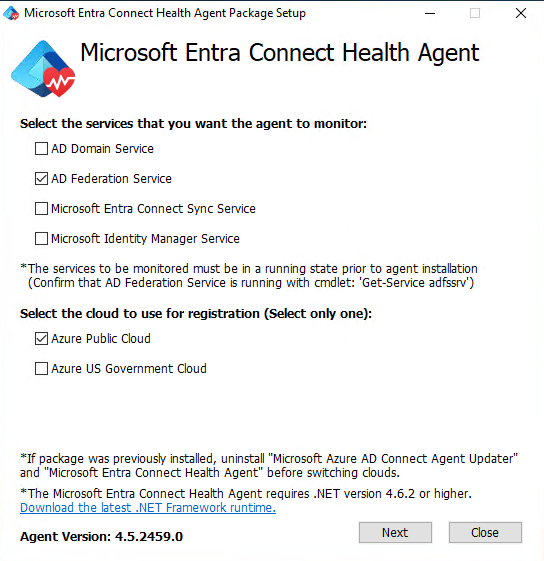 Microsoft Entra Connect Health Agent Package Setup
Microsoft Entra Connect Health Agent
Select the services that you want the agent to monitor:
AD Domain Service
AD Federation Service
Microsoft Entra Connect Sync Service
Microsoft Identity Manager Service
*The services to be monitored must be in a running state prior to agent installation
(Confirm that AD Federation Service is running with cmdlet: 'Get-Service adfssrv')
Select the cloud to use for registration (Select only one):
Azure Public Cloud
Azure US Government Cloud
*If package was previously installed, uninstall "Microsoft Azure AD Connect Agent Updater"
and "Microsoft Entra Connect Health Agent" before switching clouds.
*The Microsoft Entra Connect Health Agent requires .NET version 4.6.2 or higher.
Download the latest .NET Framework runtime.
Agent Version: 4.5.2459.0
Next
Close